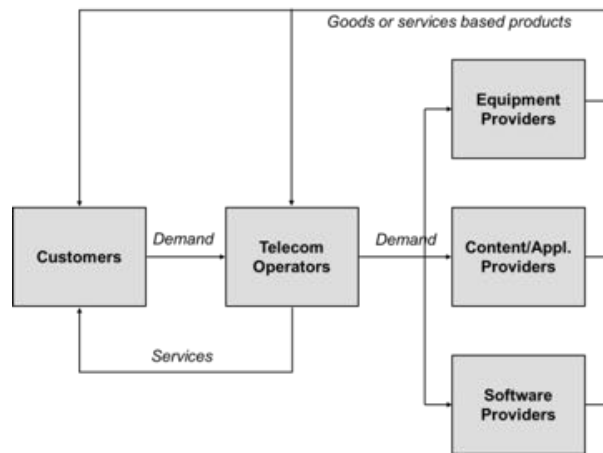 Goods or services based products
Equipment
Providers
Customers
Demand
Telecom
Operators
Demand
Content/Appl.
Providers
Services
Software
Providers